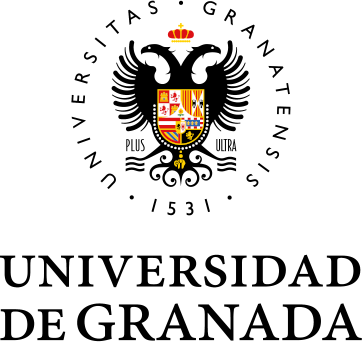 · UNIVERSITAS · GRANATENSIS · 1531
PLUS ULTRA
UNIVERSIDAD
DE GRANADA